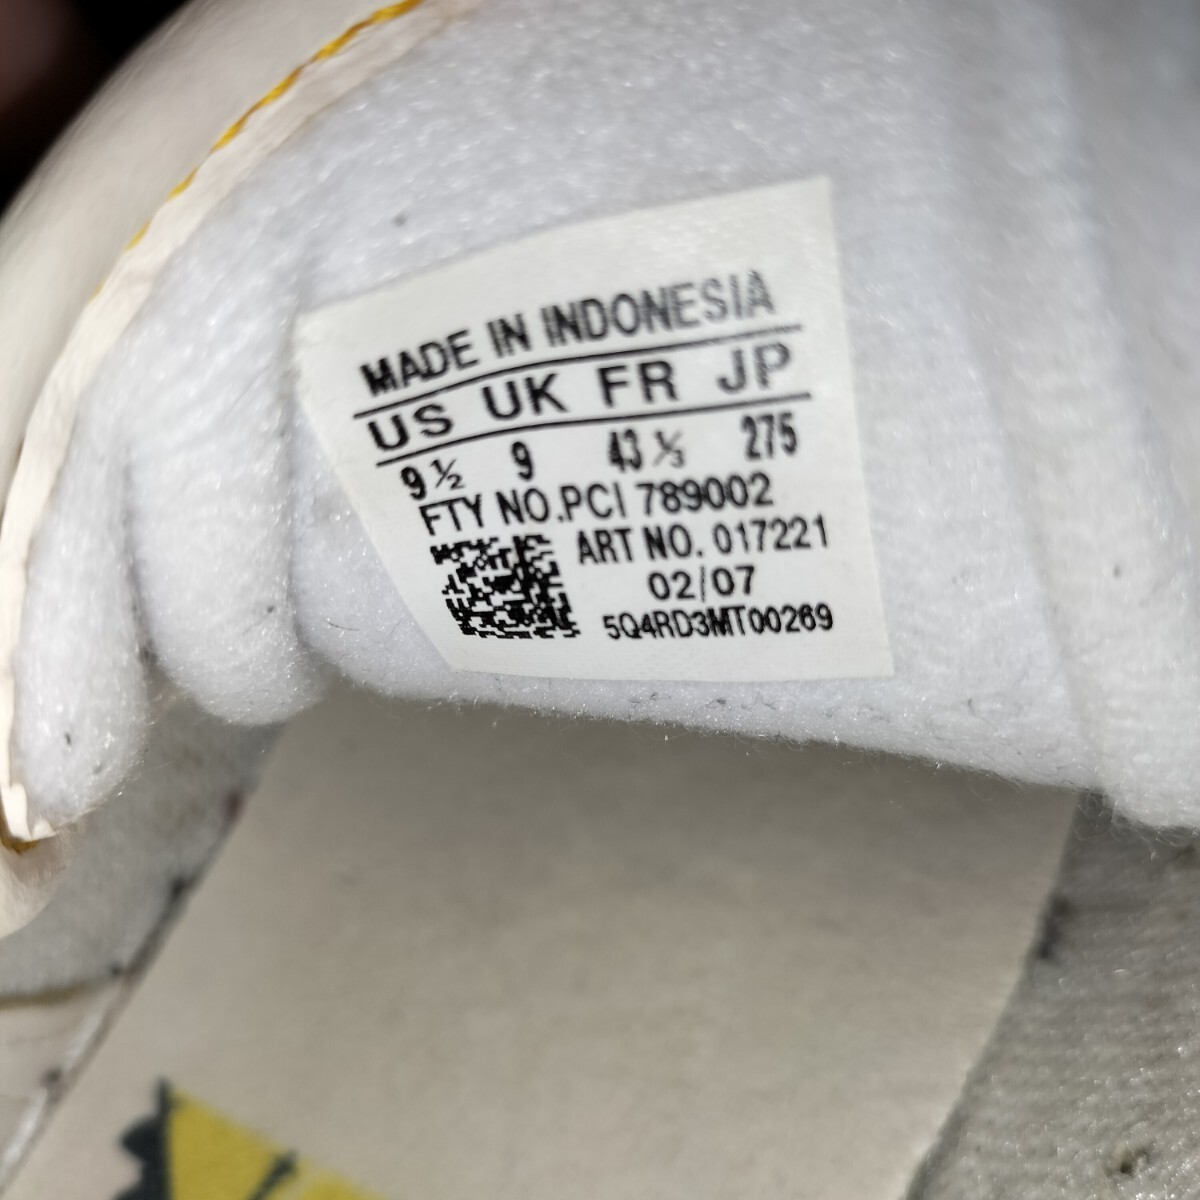 MADE IN INDONESIA
US UK FR JP
9½ 9 43⅓ 275
FTY NO.PCI 789002
ART NO. 017221
02/07
5Q4RD3MT00269